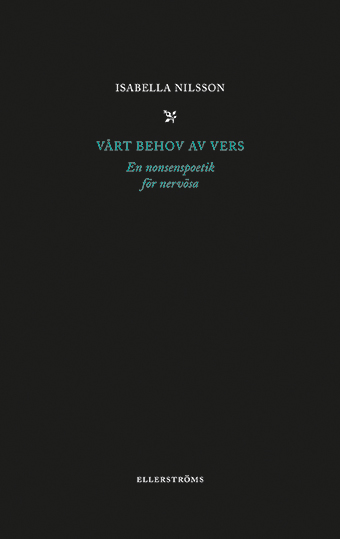 ISABELLA NILSSON
VÅRT BEHOV AV VERS
En nonsenspoetik
för nervösa
ELLERSTRÖMS